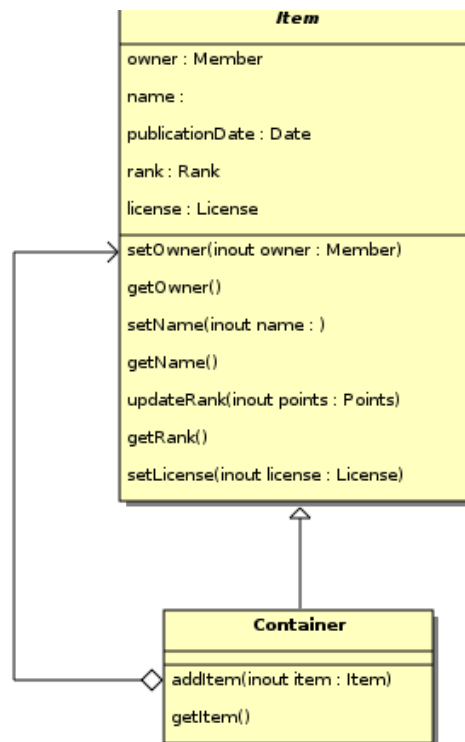 Item
owner : Member
name :
publicationDate : Date
rank : Rank
license : License
setOwner(inout owner : Member)
getOwner()
setName(inout name : )
getName()
updateRank(inout points : Points)
getRank()
setLicense(inout license : License)
Container
addItem(inout item : Item)
getItem()